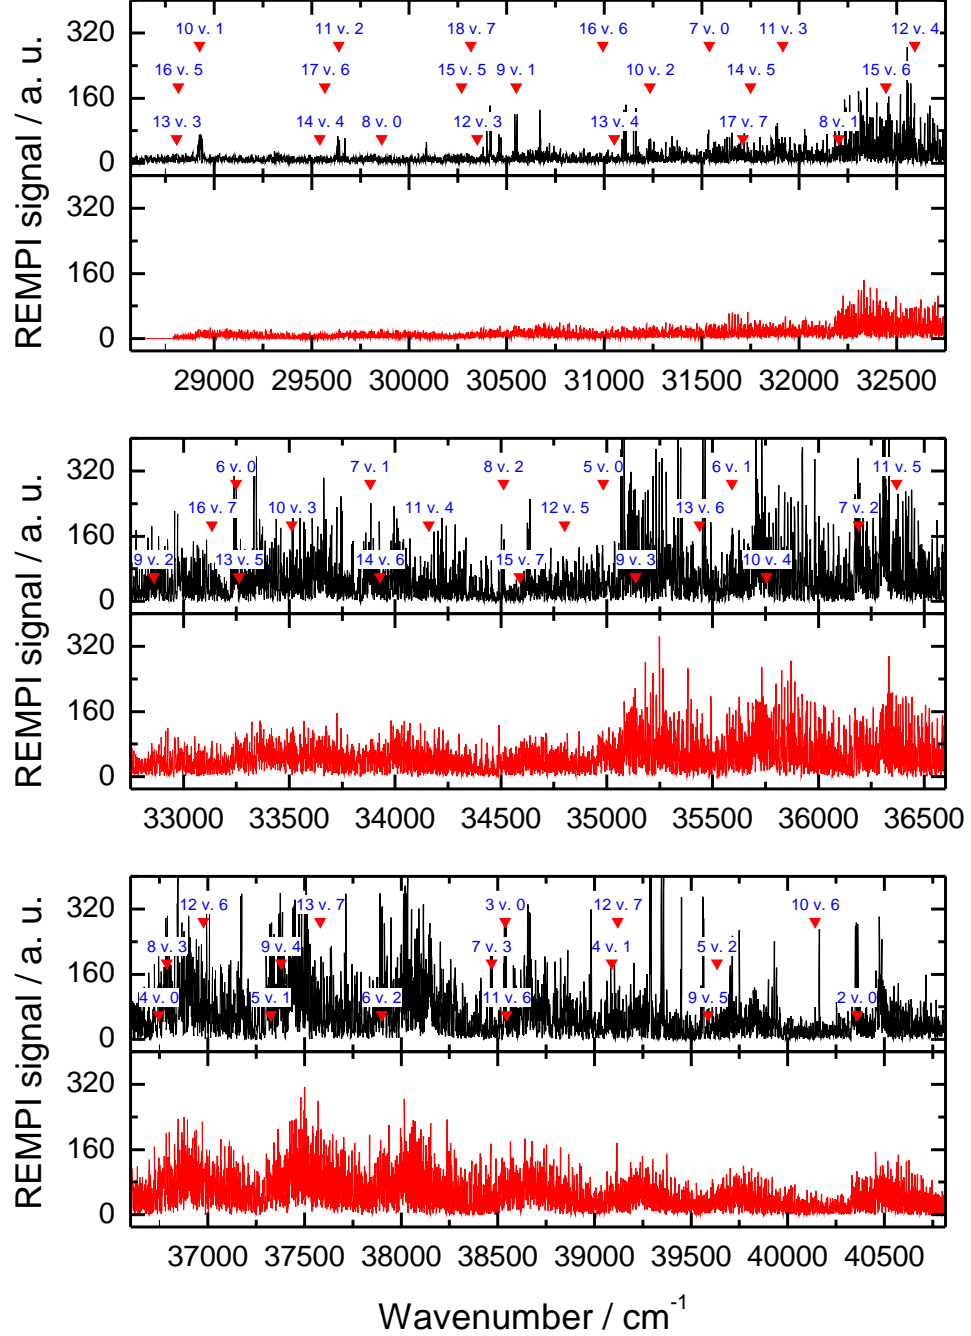 REMPI signal / a. u.
320
160
0
10 v. 1
11 v. 2
18 v. 7
16 v. 6
7 v. 0
11 v. 3
12 v. 4
16 v. 5
17 v. 6
15 v. 5
9 v. 1
10 v. 2
14 v. 5
15 v. 6
13 v. 3
14 v. 4
8 v. 0
12 v. 3
13 v. 4
17 v. 7
8 v. 1
320
160
0
29000 29500 30000 30500 31000 31500 32000 32500
REMPI signal / a. u.
320
160
0
6 v. 0
7 v. 1
8 v. 2
5 v. 0
6 v. 1
11 v. 5
16 v. 7
10 v. 3
11 v. 4
12 v. 5
13 v. 6
7 v. 2
9 v. 2
13 v. 5
14 v. 6
15 v. 7
9 v. 3
10 v. 4
320
160
0
33000 33500 34000 34500 35000 35500 36000 36500
REMPI signal / a. u.
320
160
0
12 v. 6
13 v. 7
3 v. 0
12 v. 7
10 v. 6
8 v. 3
9 v. 4
7 v. 3
4 v. 1
5 v. 2
4 v. 0
5 v. 1
6 v. 2
11 v. 6
9 v. 5
2 v. 0
320
160
0
37000 37500 38000 38500 39000 39500 40000 40500
Wavenumber / cm⁻¹